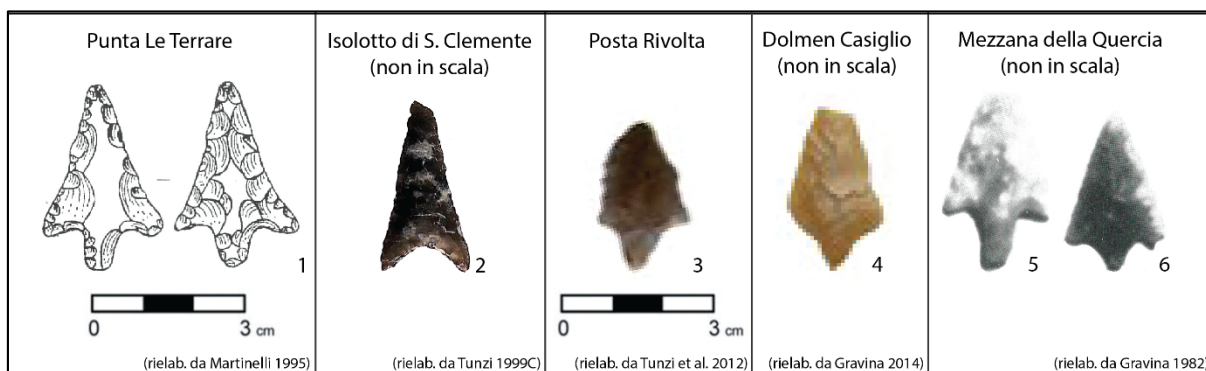 Punta Le Terrare
1
0
3 cm
(rielab. da Martinelli 1995)
Isolotto di S. Clemente
(non in scala)
2
(rielab. da Tunzi 1999C)
Posta Rivolta
3
0
3 cm
(rielab. da Tunzi et al. 2012)
Dolmen Casiglio
(non in scala)
4
(rielab. da Gravina 2014)
Mezzana della Quercia
(non in scala)
5
6
(rielab. da Gravina 1982)